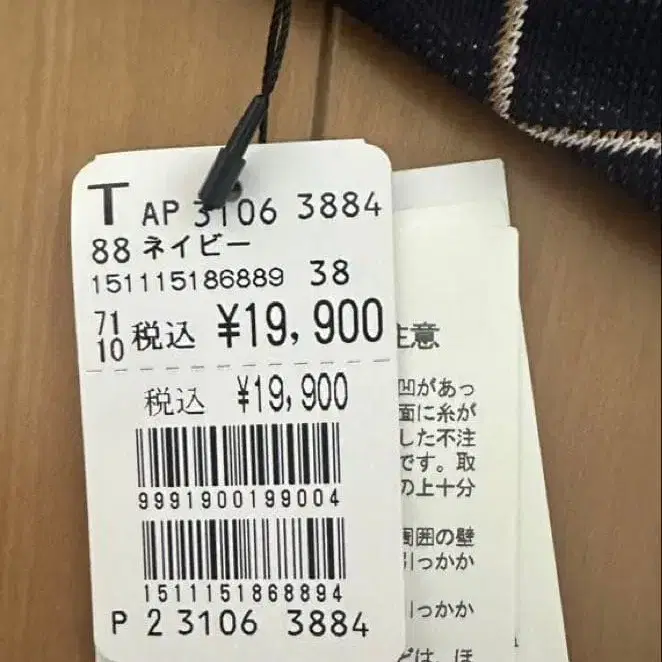 T AP 3106 3884
88 ネイビー
151115186889 38
71
10 税込 ¥19,900
税込 ¥19,900
9991900199004
1511151868894
P 2 3106 3884
注意
凹があっ
面に糸が
した不注
です。取
の上十分
周囲の壁
引っかか
引っかか
は、ほ